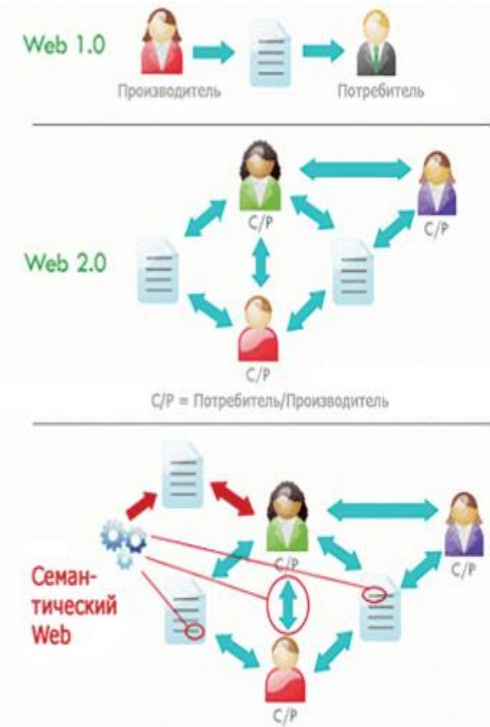 Web 1.0
Производитель
Потребитель
C/P
C/P
Web 2.0
C/P
C/P = Потребитель/Производитель
C/P
C/P
Семан-
тический
Web
C/P